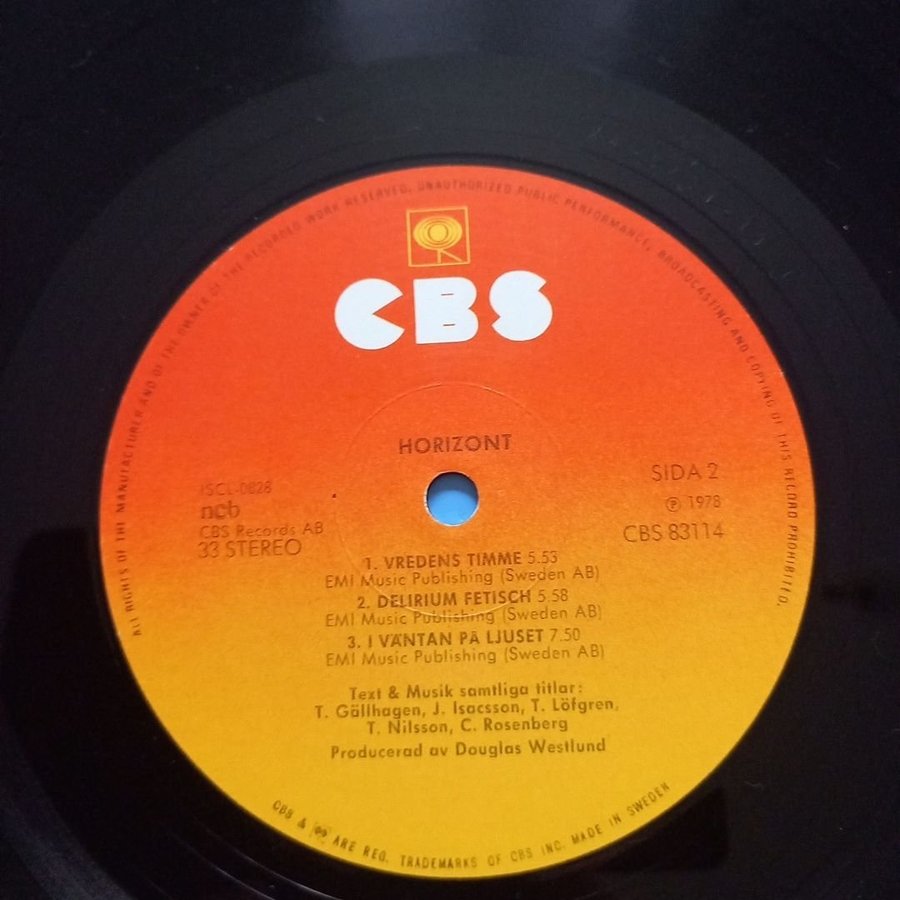 ALL RIGHTS OF THE MANUFACTURER AND OF THE OWNER OF THE RECORDED WORK RESERVED. UNAUTHORIZED PUBLIC PERFORMANCE, BROADCASTING AND COPYING OF THIS RECORD PROHIBITED.
CBS
HORIZONT
ISCL-0828
ncb
CBS Records AB
33 STEREO
SIDA 2
℗ 1978
CBS 83114
1. VREDENS TIMME 5.53
EMI Music Publishing (Sweden AB)
2. DELIRIUM FETISCH 5.58
EMI Music Publishing (Sweden AB)
3. I VÄNTAN PÅ LJUSET 7.50
EMI Music Publishing (Sweden AB)
Text & Musik samtliga titlar:
T. Gällhagen, J. Isacsson, T. Löfgren,
T. Nilsson, C. Rosenberg
Producerad av Douglas Westlund
CBS & ARE REG. TRADEMARKS OF CBS INC. MADE IN SWEDEN